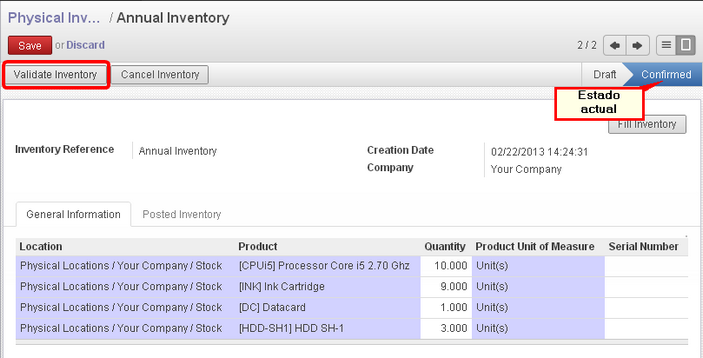 Physical Inv... / Annual Inventory
Save or Discard
2 / 2
Validate Inventory Cancel Inventory
Draft Confirmed
Estado
actual
Fill Inventory
Inventory Reference Annual Inventory Creation Date 02/22/2013 14:24:31
Company Your Company
General Information Posted Inventory
Location Product Quantity Product Unit of Measure Serial Number
Physical Locations / Your Company / Stock [CPUi5] Processor Core i5 2.70 Ghz 10.000 Unit(s)
Physical Locations / Your Company / Stock [INK] Ink Cartridge 9.000 Unit(s)
Physical Locations / Your Company / Stock [DC] Datacard 1.000 Unit(s)
Physical Locations / Your Company / Stock [HDD-SH1] HDD SH-1 3.000 Unit(s)